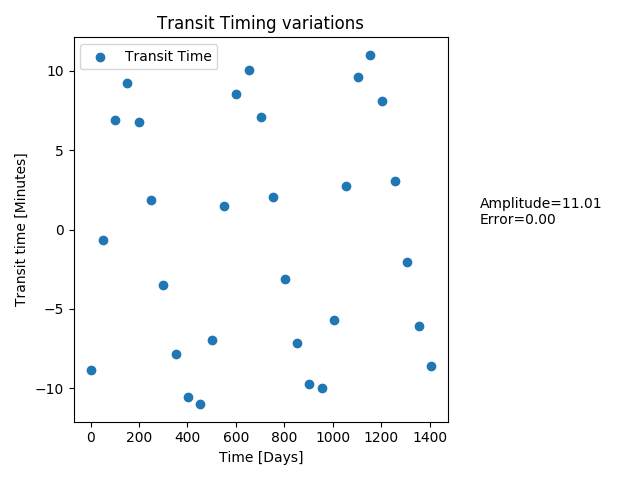 Transit Timing variations
Transit Time
10
5
0
−5
−10
Transit time [Minutes]
0 200 400 600 800 1000 1200 1400
Time [Days]
Amplitude=11.01
Error=0.00